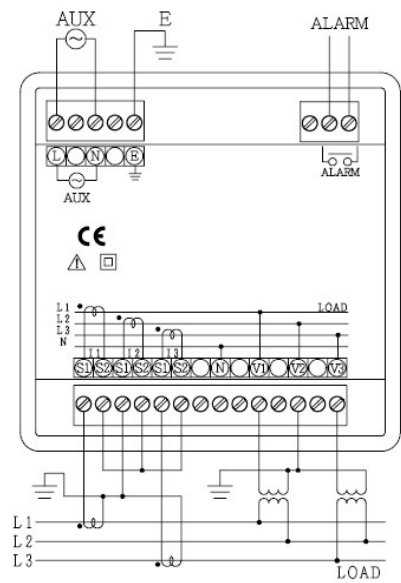 AUX E ALARM
L N E
AUX
ALARM
CE
L1 LOAD
L2
L3
N
I1 I2 I3
S1 S2 S1 S2 S1 S2 N V1 V2 V3
L1
L2
L3
LOAD